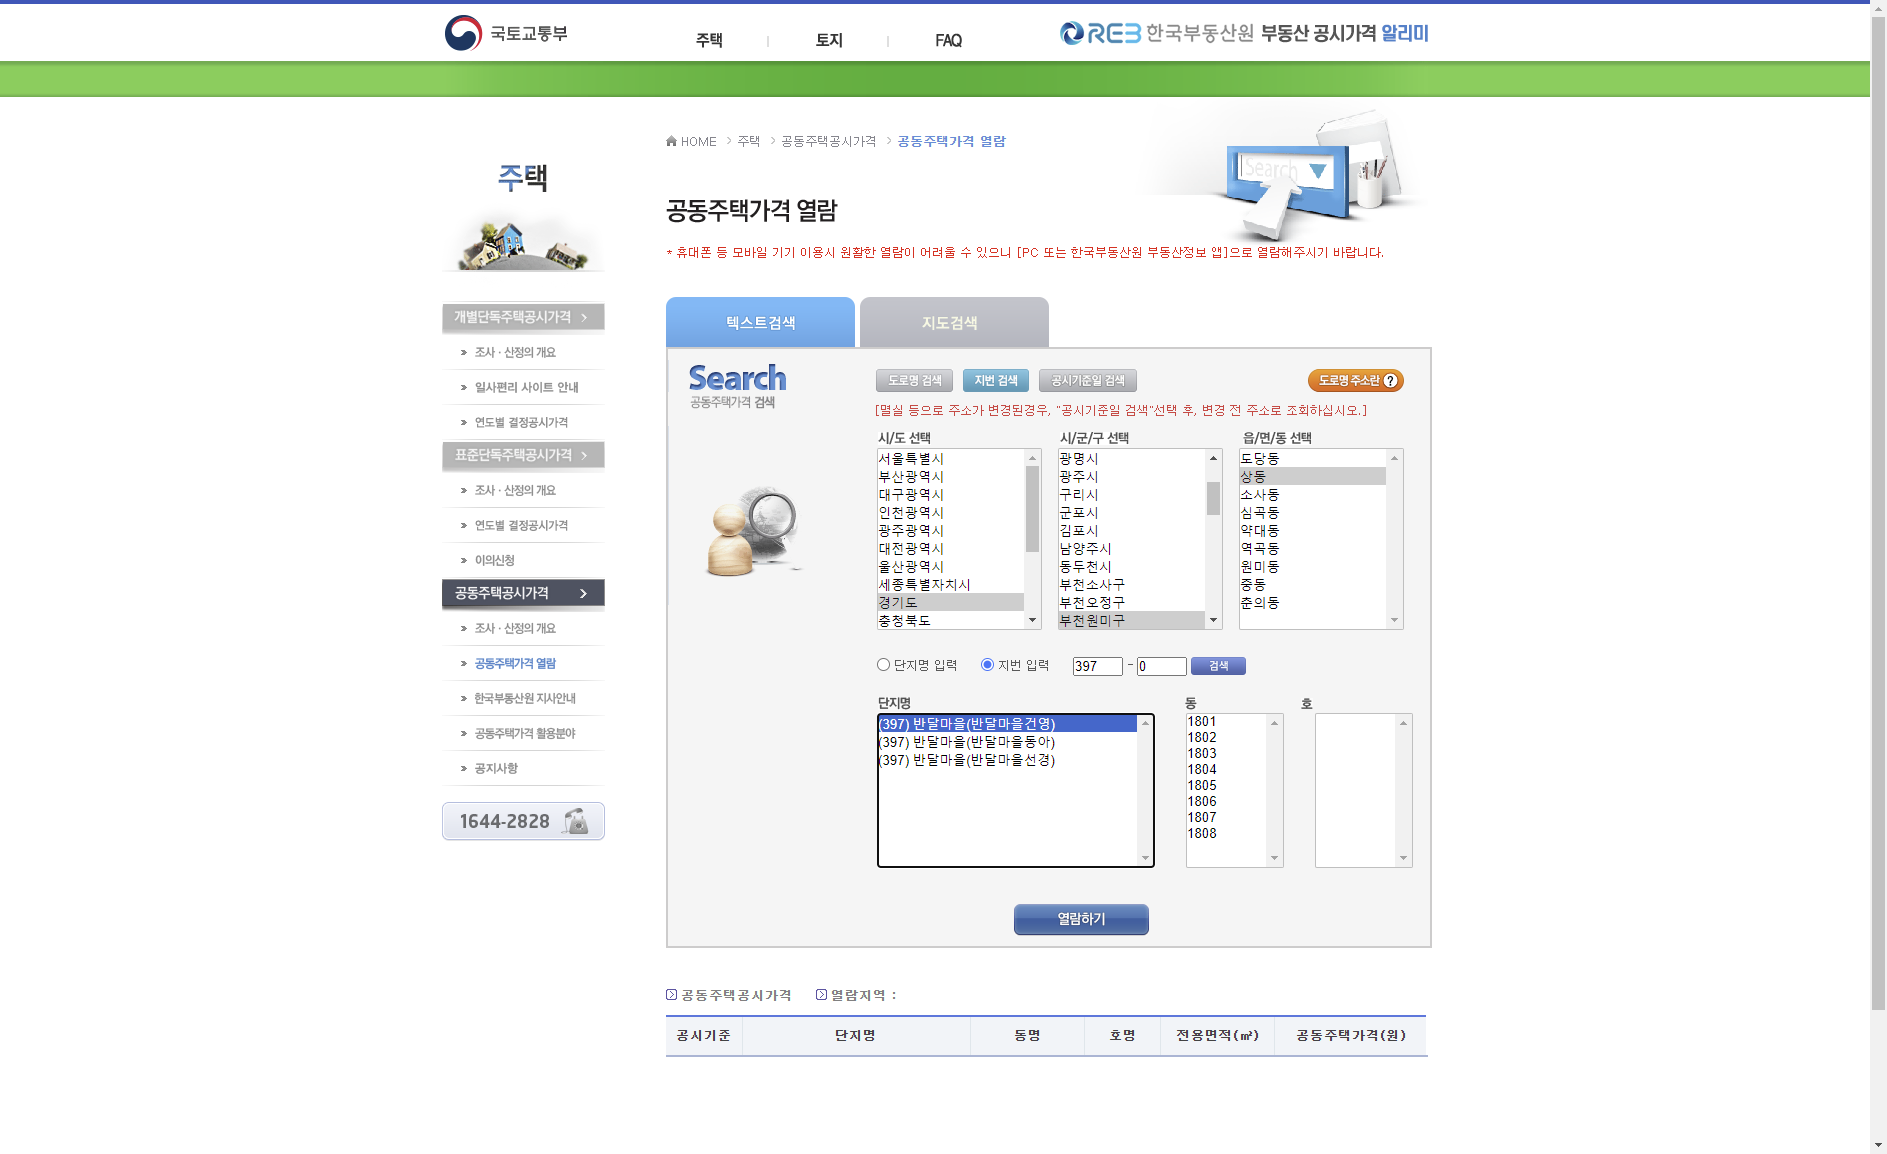 국토교통부
주택
토지
FAQ
REB 한국부동산원 부동산 공시가격 알리미
HOME > 주택 > 공동주택공시가격 > 공동주택가격 열람
Search
주택
공동주택가격 열람
* 휴대폰 등 모바일 기기 이용시 원활한 열람이 어려울 수 있으니 [PC 또는 한국부동산원 부동산정보 앱]으로 열람해주시기 바랍니다.
개별단독주택공시가격 >
조사 · 산정의 개요
일사편리 사이트 안내
연도별 결정공시가격
표준단독주택공시가격 >
조사 · 산정의 개요
연도별 결정공시가격
이의신청
공동주택공시가격 >
조사 · 산정의 개요
공동주택가격 열람
한국부동산원 지사안내
공동주택가격 활용분야
공지사항
1644-2828
텍스트검색
지도검색
Search
공동주택가격 검색
도로명 검색
지번 검색
공시기준일 검색
도로명 주소란 ?
[멸실 등으로 주소가 변경된경우, "공시기준일 검색"선택 후, 변경 전 주소로 조회하십시오.]
시/도 선택
서울특별시
부산광역시
대구광역시
인천광역시
광주광역시
대전광역시
울산광역시
세종특별자치시
경기도
충청북도
시/군/구 선택
광명시
광주시
구리시
군포시
김포시
남양주시
동두천시
부천소사구
부천오정구
부천원미구
읍/면/동 선택
도당동
상동
소사동
심곡동
약대동
역곡동
원미동
중동
춘의동
단지명 입력
지번 입력
397 - 0
검색
단지명
(397) 반달마을(반달마을건영)
(397) 반달마을(반달마을동아)
(397) 반달마을(반달마을선경)
동
1801
1802
1803
1804
1805
1806
1807
1808
호
열람하기
공동주택공시가격
열람지역 :
공시기준 단지명 동명 호명 전용면적(㎡) 공동주택가격(원)